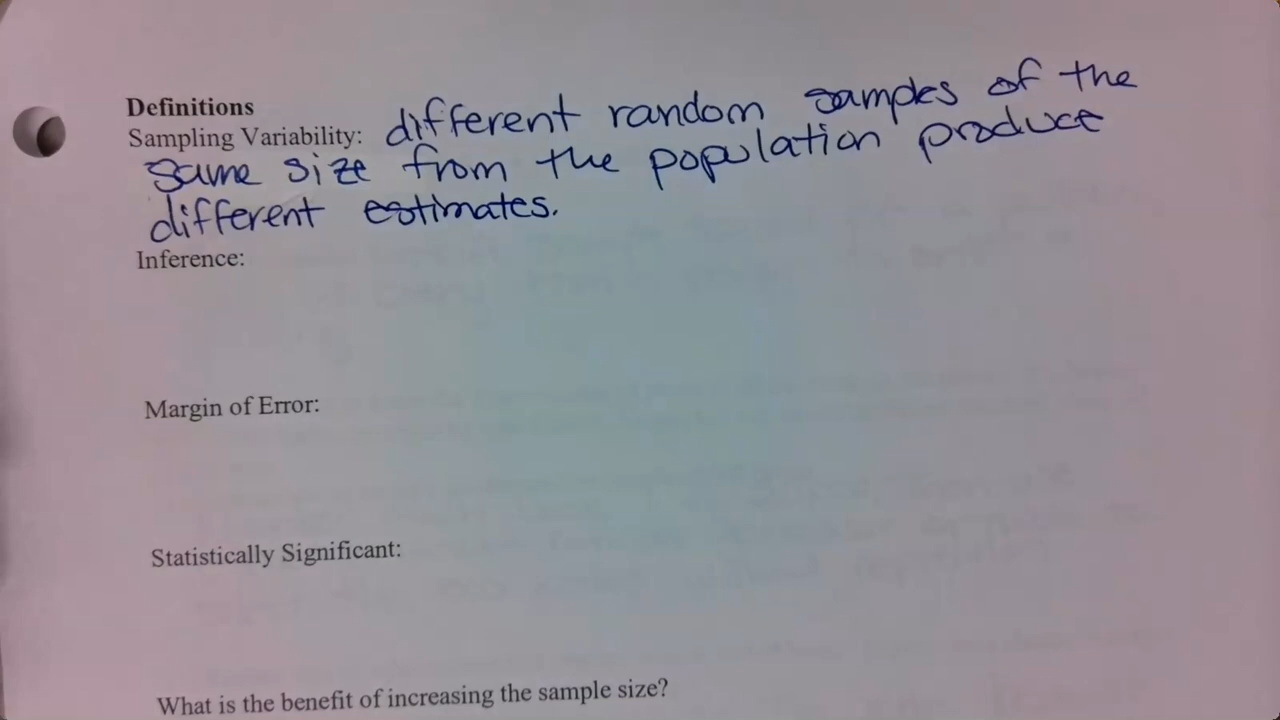 Definitions
Sampling Variability: different random samples of the
same size from the population produce
different estimates.
Inference:
Margin of Error:
Statistically Significant:
What is the benefit of increasing the sample size?